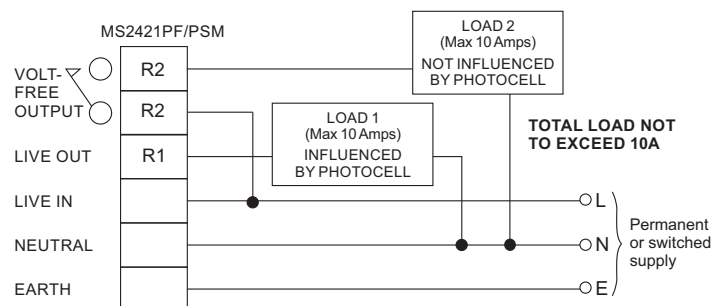 MS2421PF/PSM
VOLT-
FREE
OUTPUT
R2
R2
LIVE OUT
R1
LIVE IN
NEUTRAL
EARTH
LOAD 2
(Max 10 Amps)
NOT INFLUENCED
BY PHOTOCELL
LOAD 1
(Max 10 Amps)
INFLUENCED
BY PHOTOCELL
TOTAL LOAD NOT
TO EXCEED 10A
L
N
E
Permanent
or switched
supply